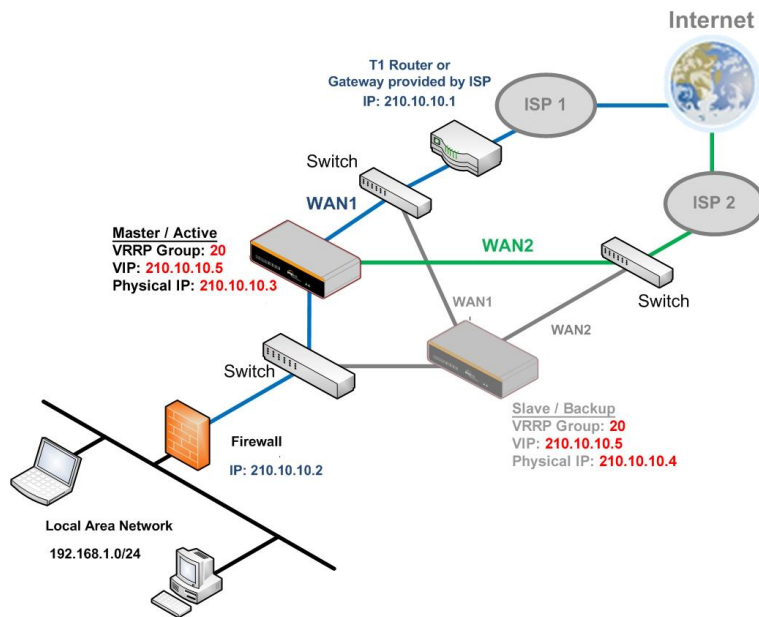 Internet
T1 Router or
Gateway provided by ISP
IP: 210.10.10.1
ISP 1
Switch
WAN1
ISP 2
Master / Active
VRRP Group: 20
VIP: 210.10.10.5
Physical IP: 210.10.10.3
WAN2
Switch
WAN1
WAN2
Switch
Slave / Backup
VRRP Group: 20
VIP: 210.10.10.5
Physical IP: 210.10.10.4
Firewall
IP: 210.10.10.2
Local Area Network
192.168.1.0/24